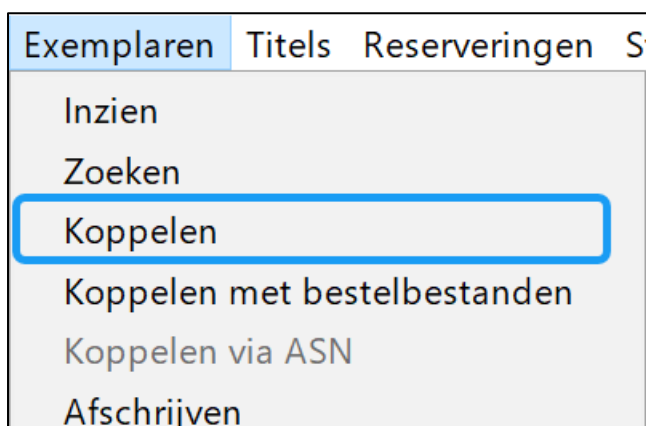 Exemplaren Titels Reserveringen S
Inzien
Zoeken
Koppelen
Koppelen met bestelbestanden
Koppelen via ASN
Afschrijven